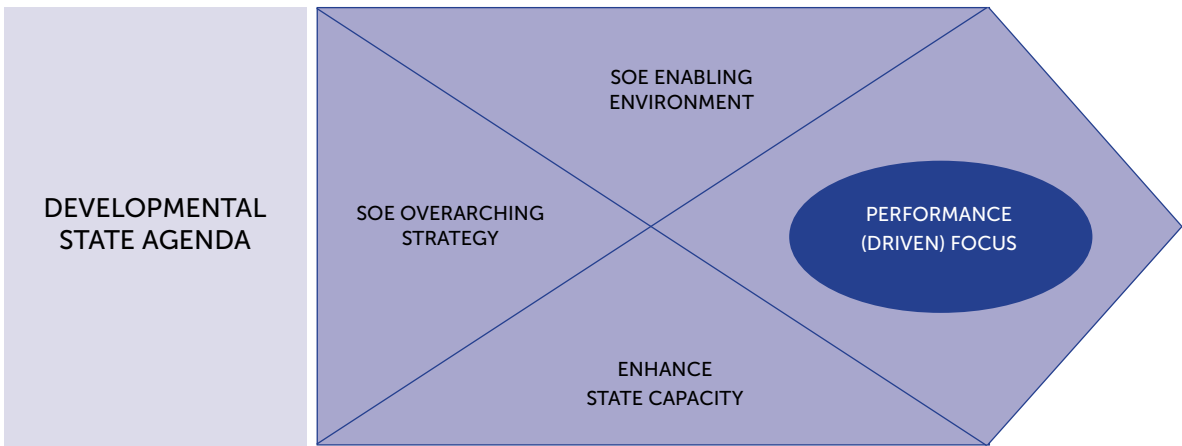 DEVELOPMENTAL
STATE AGENDA
SOE OVERARCHING
STRATEGY
SOE ENABLING
ENVIRONMENT
ENHANCE
STATE CAPACITY
PERFORMANCE
(DRIVEN) FOCUS